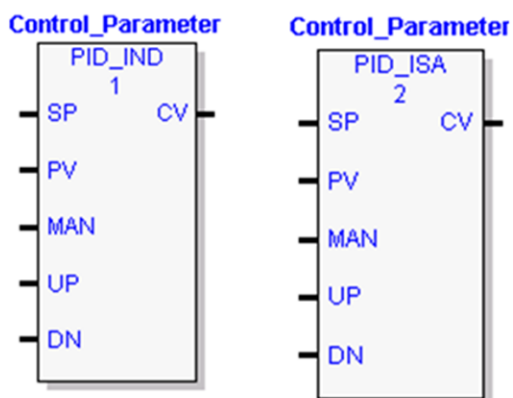 Control_Parameter
PID_IND
1
SP CV
PV
MAN
UP
DN
Control_Parameter
PID_ISA
2
SP CV
PV
MAN
UP
DN